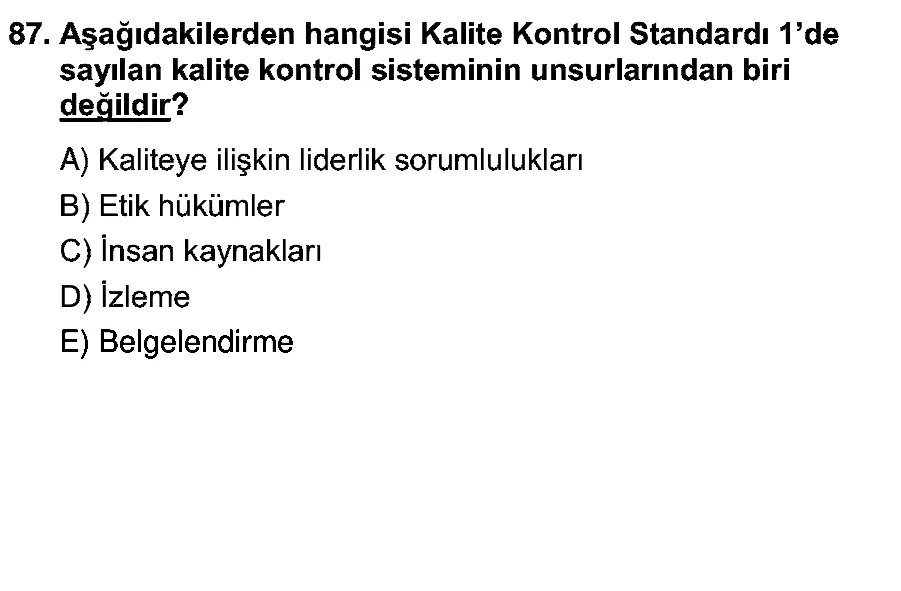 87. Aşağıdakilerden hangisi Kalite Kontrol Standardı 1’de
sayılan kalite kontrol sisteminin unsurlarından biri
değildir?
A) Kaliteye ilişkin liderlik sorumlulukları
B) Etik hükümler
C) İnsan kaynakları
D) İzleme
E) Belgelendirme